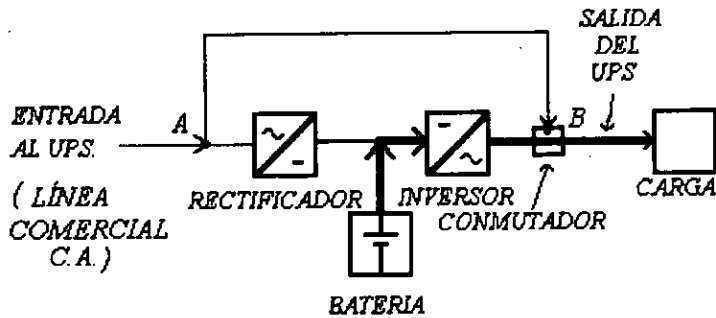 SALIDA
DEL
UPS
ENTRADA
AL UPS.
A
B
RECTIFICADOR
INVERSOR
CONMUTADOR
CARGA
( LÍNEA
COMERCIAL
C.A.)
BATERIA